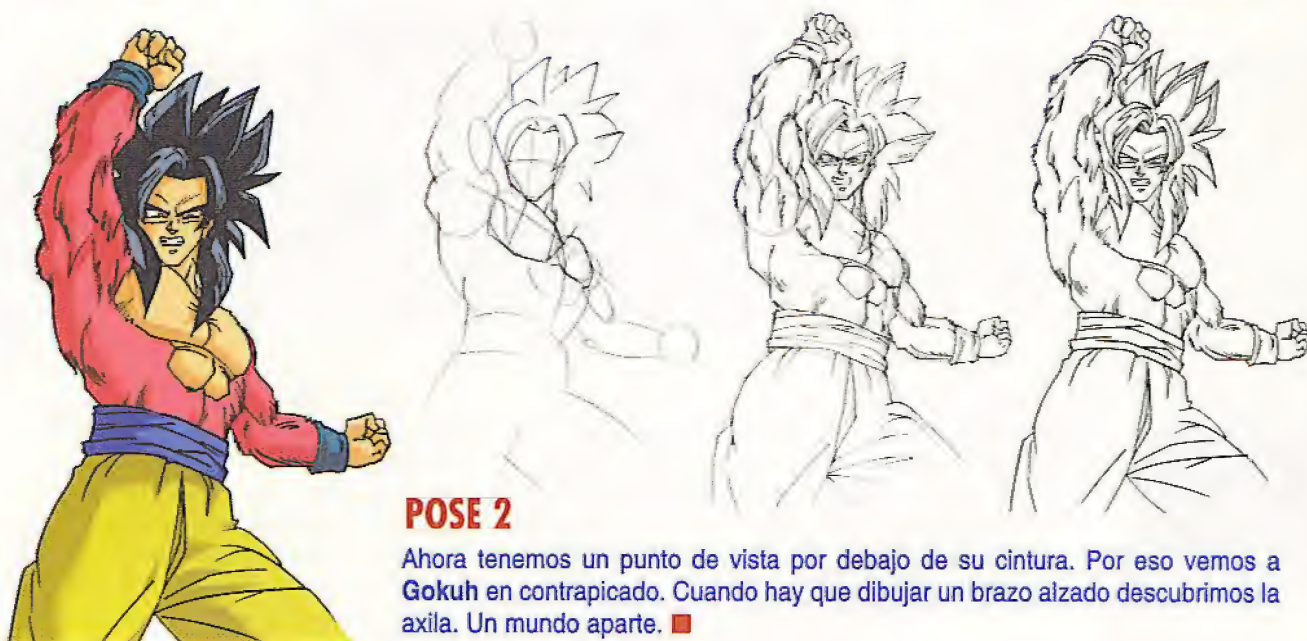 POSE 2
Ahora tenemos un punto de vista por debajo de su cintura. Por eso vemos a
Gokuh en contrapicado. Cuando hay que dibujar un brazo alzado descubrimos la
axila. Un mundo aparte.